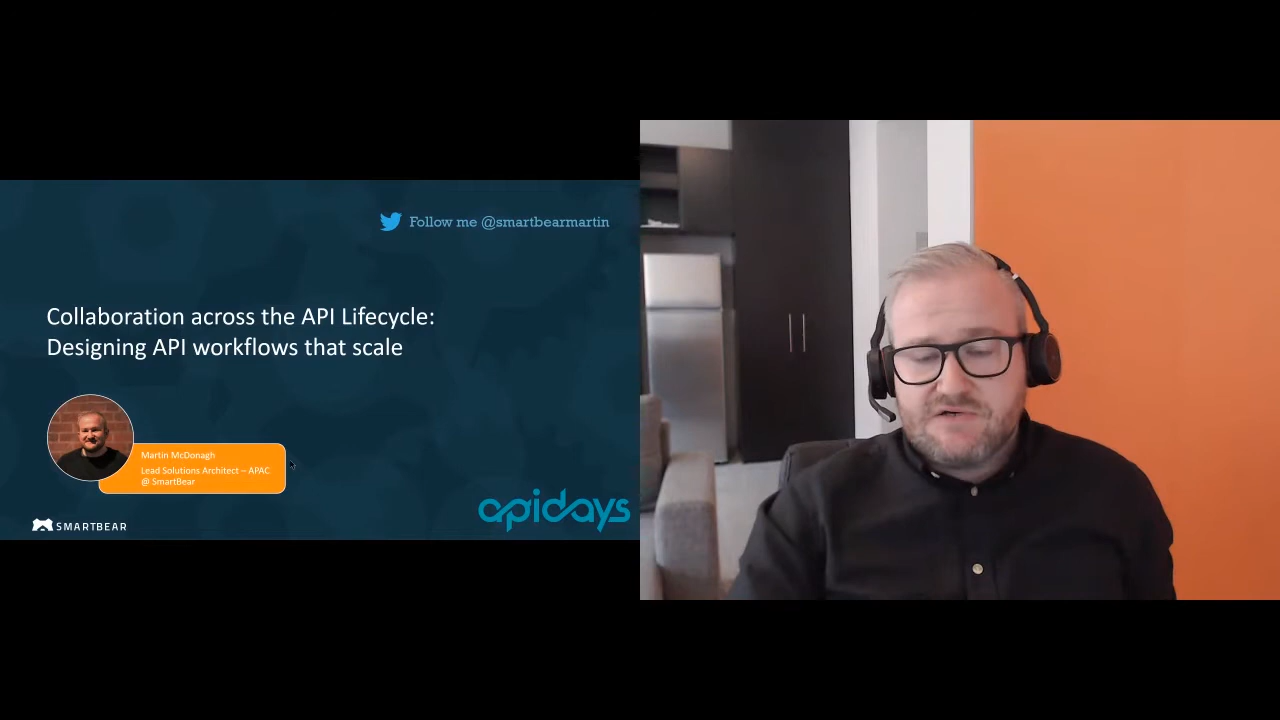 Follow me @smartbearmartin
Collaboration across the API Lifecycle:
Designing API workflows that scale
Martin McDonagh
Lead Solutions Architect – APAC
@ SmartBear
SMARTBEAR
apidays